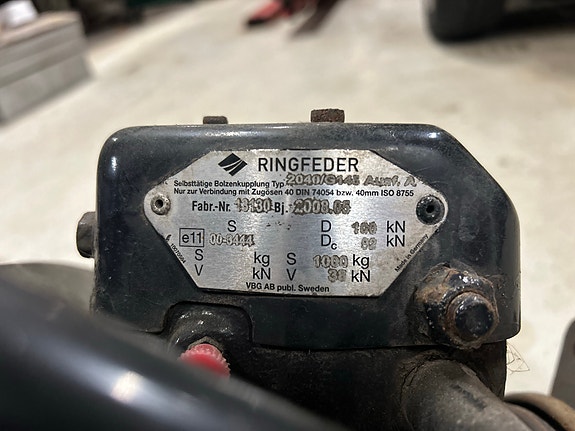 RINGFEDER
Selbsttätige Bolzenkupplung Typ 2040/G145 Ausf. A
Nur zur Verbindung mit Zugösen 40 DIN 74054 bzw. 40mm ISO 8755
Fabr.-Nr. Bj. 2008.05
S D kN
e11 00-3444 Dc kN
S kg S 1000 kg
V kN V kN
VBG AB publ. Sweden
Made in Germany